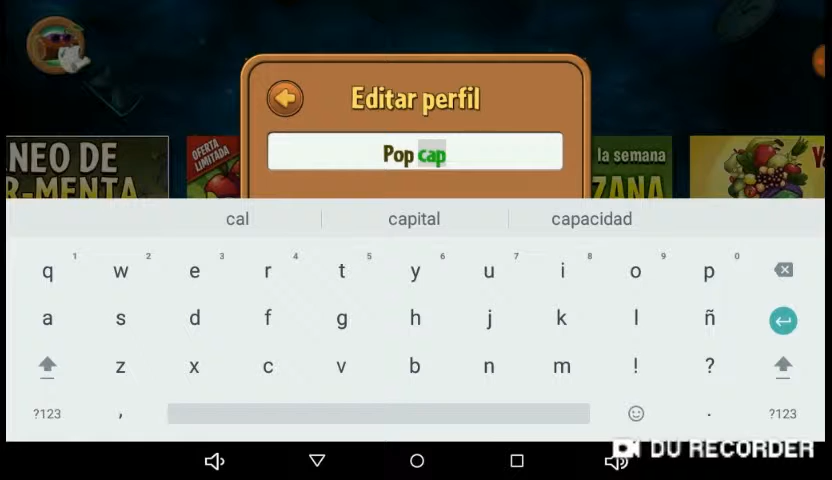 Editar perfil
NEO DE
R-MENTA
OFERTA
LIMITADA
Pop cap
la semana
ZANA
cal capital capacidad
1 2 3 4 5 6 7 8 9 0
q w e r t y u i o p
a s d f g h j k l ñ
z x c v b n m ! ?
?123 , . ?123
DU RECORDER